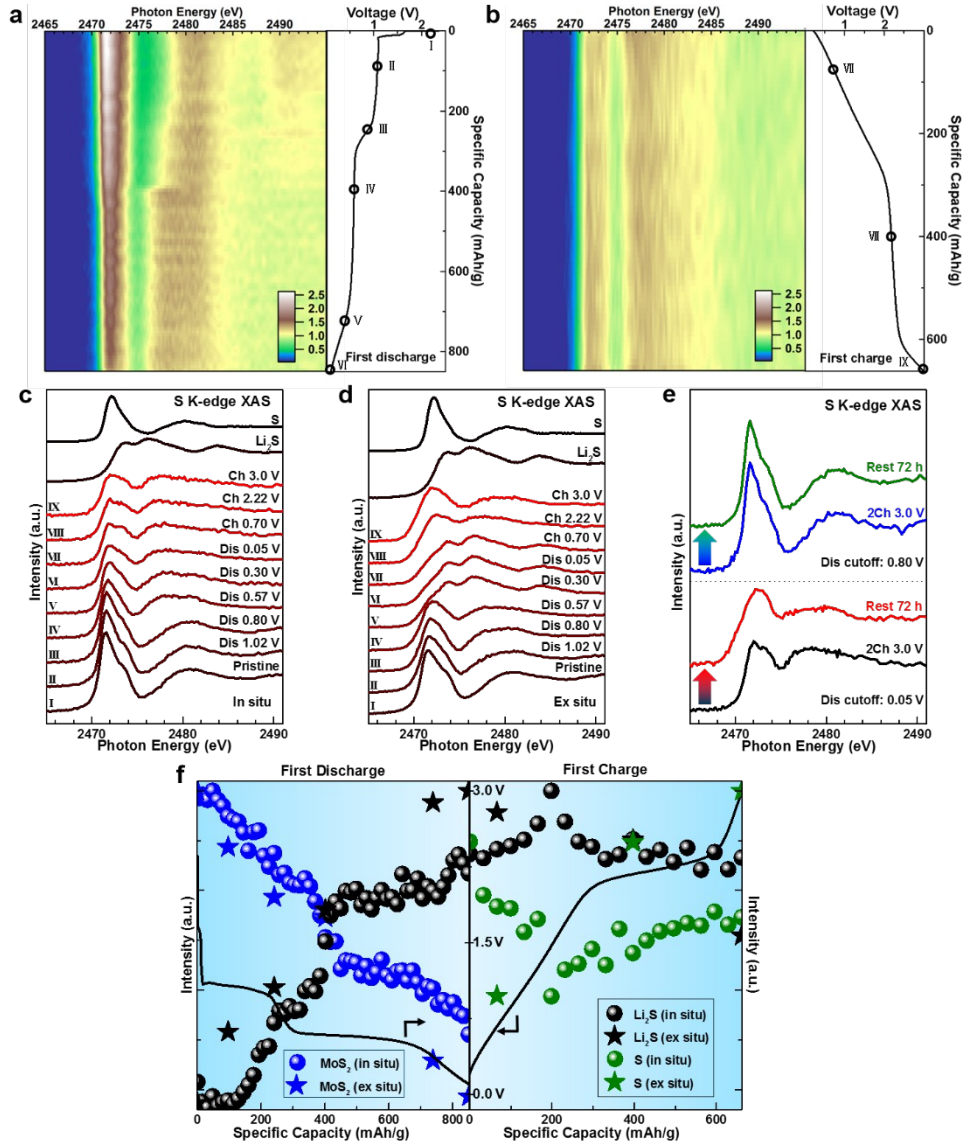 a
Photon Energy (eV)
2465 2470 2475 2480 2485 2490
Voltage (V)
1 2
0
200
400
600
800
Specific Capacity (mAh/g)
I
II
III
IV
V
VI
2.5
2.0
1.5
1.0
0.5
First discharge
b
Photon Energy (eV)
2465 2470 2475 2480 2485 2490
Voltage (V)
1 2
0
200
400
600
Specific Capacity (mAh/g)
VII
VII
IX
2.5
2.0
1.5
1.0
0.5
First charge
c
S K-edge XAS
S
Li2S
Ch 3.0 V
IX
Ch 2.22 V
VIII
Ch 0.70 V
VII
Dis 0.05 V
VI
Dis 0.30 V
V
Dis 0.57 V
IV
Dis 0.80 V
III
Dis 1.02 V
II
Pristine
I
In situ
Intensity (a.u.)
2470 2480 2490
Photon Energy (eV)
d
S K-edge XAS
S
Li2S
Ch 3.0 V
IX
Ch 2.22 V
VIII
Ch 0.70 V
VII
Dis 0.05 V
VI
Dis 0.30 V
V
Dis 0.57 V
IV
Dis 0.80 V
III
Dis 1.02 V
II
Pristine
I
Ex situ
Intensity (a.u.)
2470 2480 2490
Photon Energy (eV)
e
S K-edge XAS
Rest 72 h
2Ch 3.0 V
Dis cutoff: 0.80 V
Rest 72 h
2Ch 3.0 V
Dis cutoff: 0.05 V
Intensity (a.u.)
2470 2480 2490
Photon Energy (eV)
f
First Discharge
First Charge
3.0 V
1.5 V
0.0 V
Intensity (a.u.)
Intensity (a.u.)
MoS2 (in situ)
MoS2 (ex situ)
Li2S (in situ)
Li2S (ex situ)
S (in situ)
S (ex situ)
0 200 400 600 800
200 400 600
Specific Capacity (mAh/g)
Specific Capacity (mAh/g)